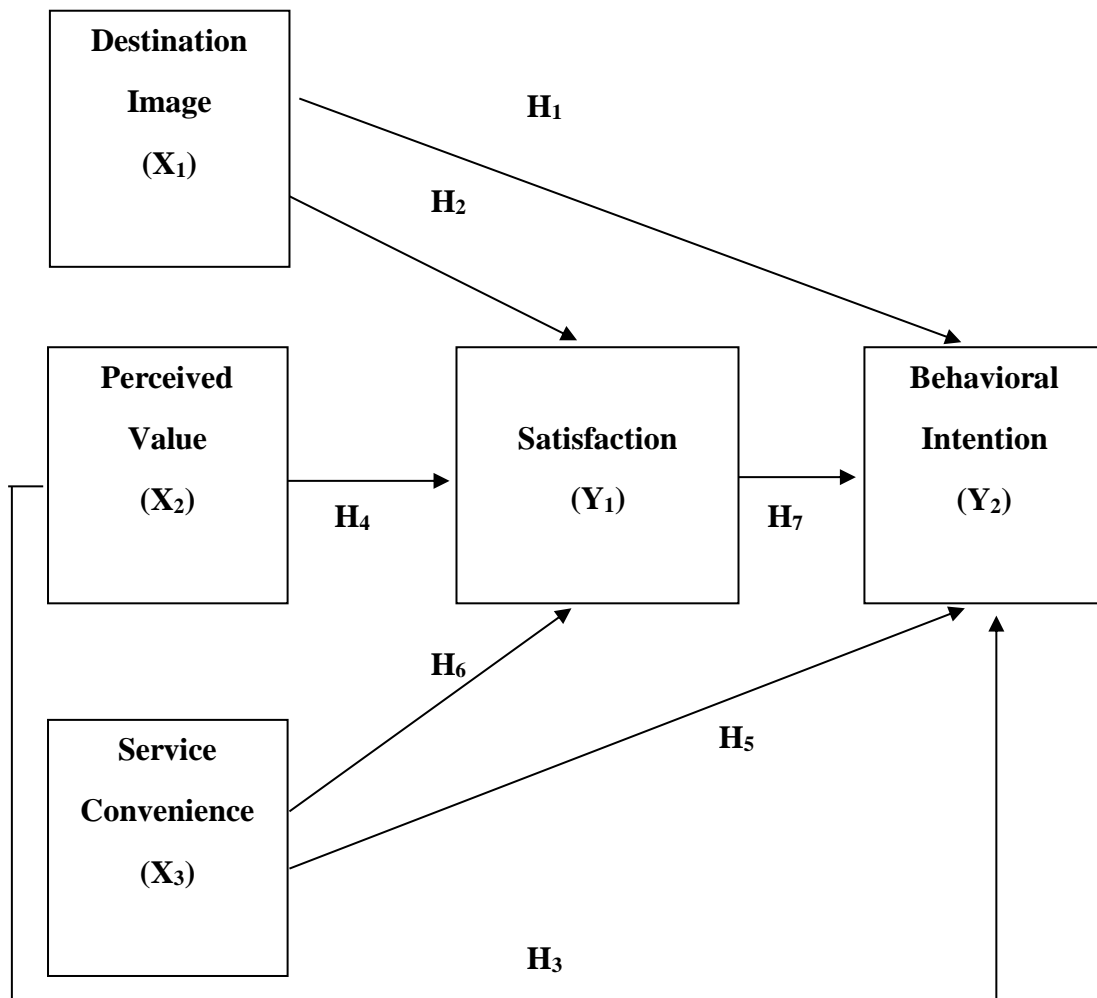 Destination
Image
(X₁)
H₁
H₂
Perceived
Value
(X₂)
H₄
Satisfaction
(Y₁)
H₇
Behavioral
Intention
(Y₂)
H₆
Service
Convenience
(X₃)
H₅
H₃